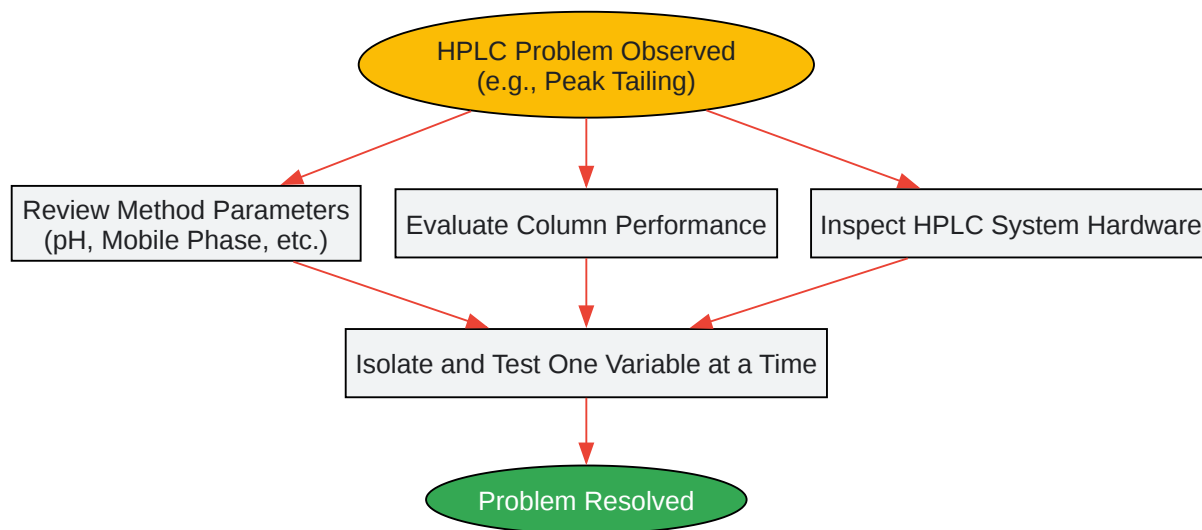 HPLC Problem Observed
(e.g., Peak Tailing)
Review Method Parameters
(pH, Mobile Phase, etc.)
Evaluate Column Performance
Inspect HPLC System Hardware
Isolate and Test One Variable at a Time
Problem Resolved